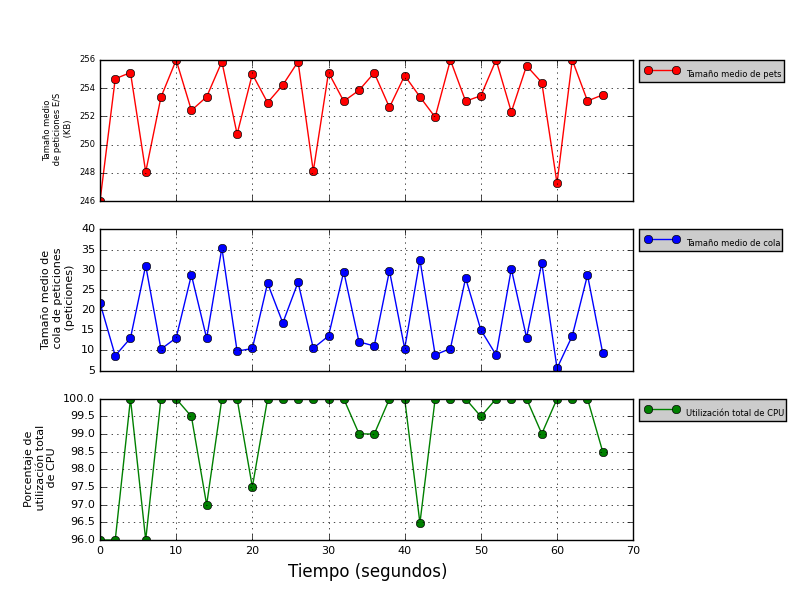 Tamaño medio
de peticiones E/S
(KB)
256
254
252
250
248
246
Tamaño medio de pets
Tamaño medio de
cola de peticiones
(peticiones)
40
35
30
25
20
15
10
5
Tamaño medio de cola
Porcentaje de
utilización total
de CPU
100.0
99.5
99.0
98.5
98.0
97.5
97.0
96.5
96.0
Utilización total de CPU
0 10 20 30 40 50 60 70
Tiempo (segundos)